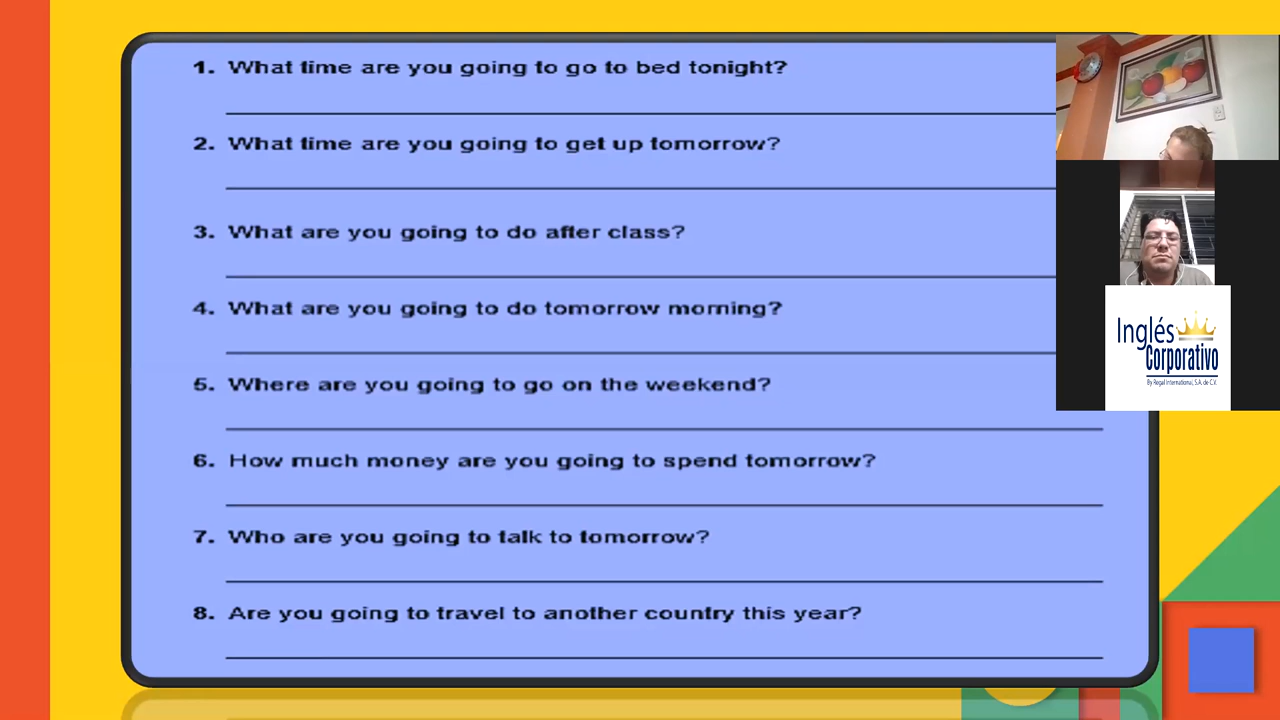 1. What time are you going to go to bed tonight?
2. What time are you going to get up tomorrow?
3. What are you going to do after class?
4. What are you going to do tomorrow morning?
5. Where are you going to go on the weekend?
6. How much money are you going to spend tomorrow?
7. Who are you going to talk to tomorrow?
8. Are you going to travel to another country this year?
Inglés
Corporativo
By Regal International, S.A. de C.V.